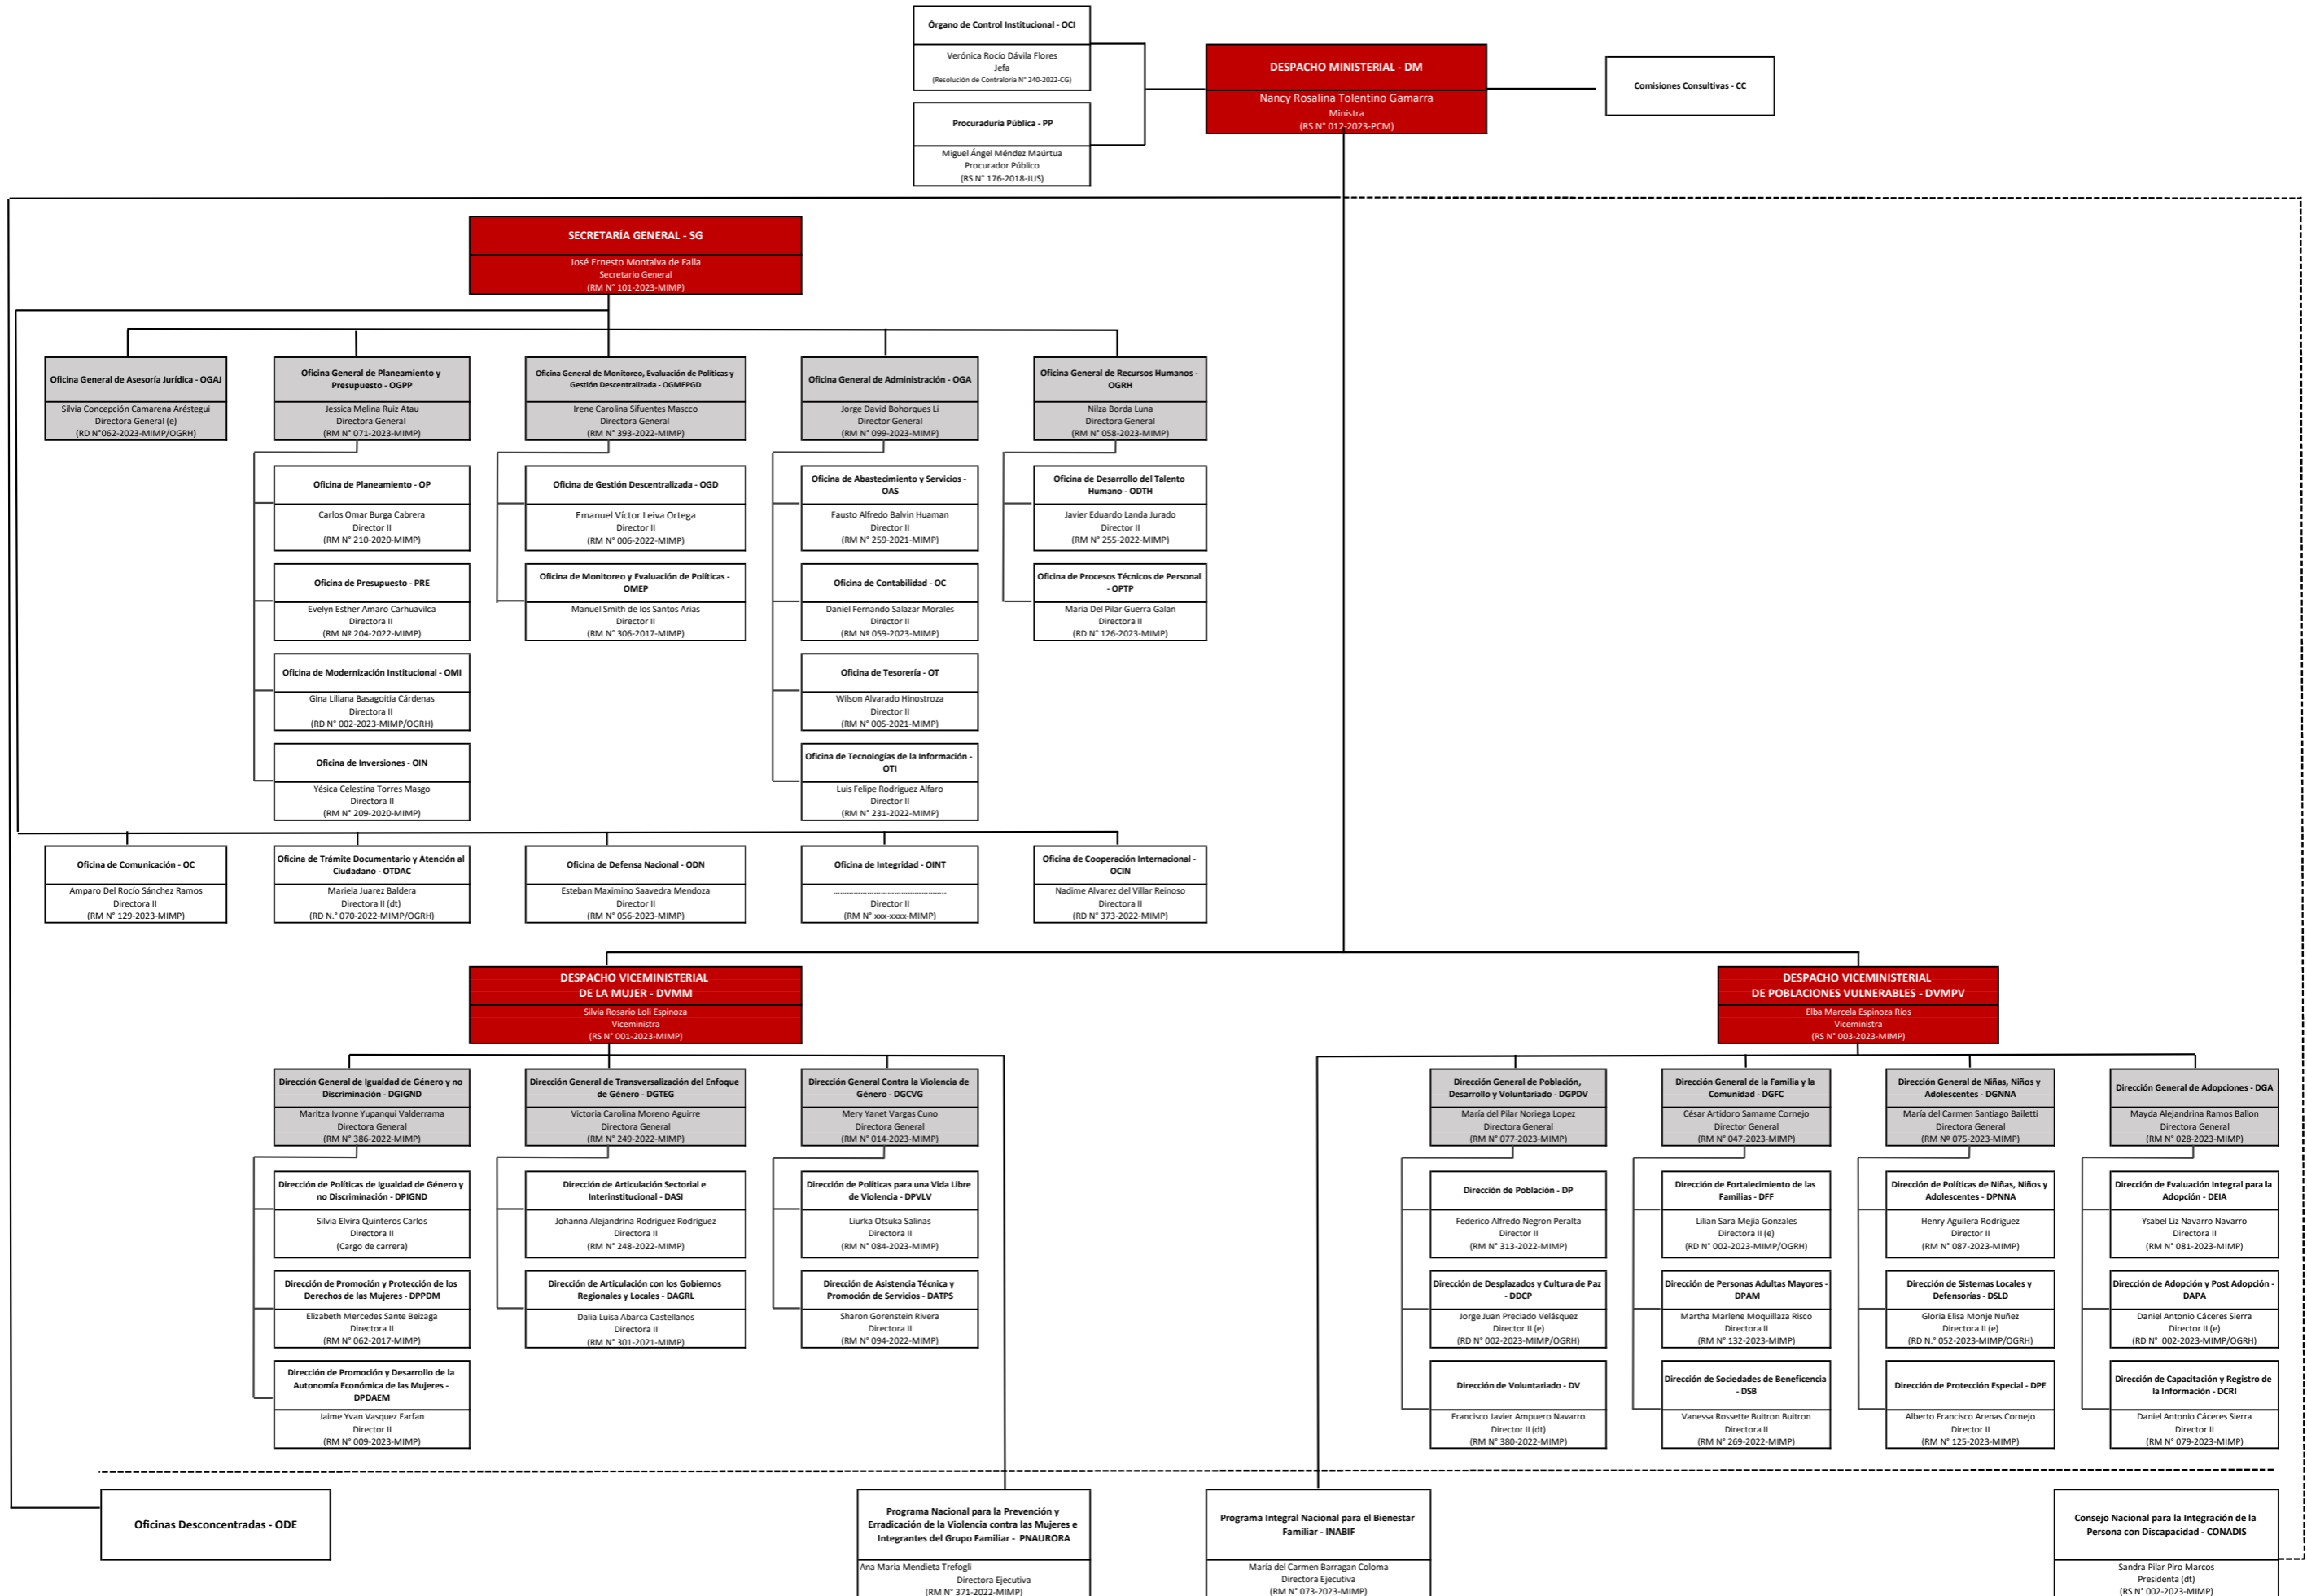 Órgano de Control Institucional - OCI
Verónica Rocío Dávila Flores
Jefa
(Resolución de Contraloría N° 240-2022-CG)
DESPACHO MINISTERIAL - DM
Nancy Rosalina Tolentino Gamarra
Ministra
(RS N° 012-2023-PCM)
Comisiones Consultivas - CC
Procuraduría Pública - PP
Miguel Ángel Méndez Maúrtua
Procurador Público
(RS N° 176-2018-JUS)
SECRETARÍA GENERAL - SG
José Ernesto Montalva de Falla
Secretario General
(RM N° 101-2023-MIMP)
Oficina General de Asesoría Jurídica - OGAJ
Silvia Concepción Camarena Aréstegui
Directora General (e)
(RD N°062-2023-MIMP/OGRH)
Oficina General de Planeamiento y
Presupuesto - OGPP
Jessica Melina Ruiz Atau
Directora General
(RM N° 071-2023-MIMP)
Oficina General de Monitoreo, Evaluación de Políticas y
Gestión Descentralizada - OGMEPGD
Irene Carolina Sifuentes Mascco
Directora General
(RM N° 393-2022-MIMP)
Oficina General de Administración - OGA
Jorge David Bohorques Li
Director General
(RM N° 099-2023-MIMP)
Oficina General de Recursos Humanos -
OGRH
Nilza Borda Luna
Directora General
(RM N° 058-2023-MIMP)
Oficina de Planeamiento - OP
Carlos Omar Burga Cabrera
Director II
(RM N° 210-2020-MIMP)
Oficina de Gestión Descentralizada - OGD
Emanuel Víctor Leiva Ortega
Director II
(RM N° 006-2022-MIMP)
Oficina de Abastecimiento y Servicios -
OAS
Fausto Alfredo Balvin Huaman
Director II
(RM N° 259-2021-MIMP)
Oficina de Desarrollo del Talento
Humano - ODTH
Javier Eduardo Landa Jurado
Director II
(RM N° 255-2022-MIMP)
Oficina de Presupuesto - PRE
Evelyn Esther Amaro Carhuavilca
Directora II
(RM Nº 204-2022-MIMP)
Oficina de Monitoreo y Evaluación de Políticas -
OMEP
Manuel Smith de los Santos Arias
Director II
(RM N° 306-2017-MIMP)
Oficina de Contabilidad - OC
Daniel Fernando Salazar Morales
Director II
(RM Nº 059-2023-MIMP)
Oficina de Procesos Técnicos de Personal
- OPTP
María Del Pilar Guerra Galan
Directora II
(RD N° 126-2023-MIMP)
Oficina de Modernización Institucional - OMI
Gina Liliana Basagoitia Cárdenas
Directora II
(RD N° 002-2023-MIMP/OGRH)
Oficina de Tesorería - OT
Wilson Alvarado Hinostroza
Director II
(RM N° 005-2021-MIMP)
Oficina de Inversiones - OIN
Yésica Celestina Torres Masgo
Directora II
(RM N° 209-2020-MIMP)
Oficina de Tecnologías de la Información -
OTI
Luis Felipe Rodriguez Alfaro
Director II
(RM N° 231-2022-MIMP)
Oficina de Comunicación - OC
Amparo Del Rocío Sánchez Ramos
Directora II
(RM N° 129-2023-MIMP)
Oficina de Trámite Documentario y Atención al
Ciudadano - OTDAC
Mariela Juarez Baldera
Directora II (dt)
(RD N.° 070-2022-MIMP/OGRH)
Oficina de Defensa Nacional - ODN
Esteban Maximino Saavedra Mendoza
Director II
(RM N° 056-2023-MIMP)
Oficina de Integridad - OINT
................................................
Director II
(RM N° xxx-xxxx-MIMP)
Oficina de Cooperación Internacional -
OCIN
Nadime Alvarez del Villar Reinoso
Directora II
(RD N° 373-2022-MIMP)
DESPACHO VICEMINISTERIAL
DE LA MUJER - DVMM
Silvia Rosario Loli Espinoza
Viceministra
(RS N° 001-2023-MIMP)
DESPACHO VICEMINISTERIAL
DE POBLACIONES VULNERABLES - DVMPV
Elba Marcela Espinoza Ríos
Viceministra
(RS N° 003-2023-MIMP)
Dirección General de Igualdad de Género y no
Discriminación - DGIGND
Maritza Ivonne Yupanqui Valderrama
Directora General
(RM N° 386-2022-MIMP)
Dirección General de Transversalización del Enfoque
de Género - DGTEG
Victoria Carolina Moreno Aguirre
Directora General
(RM N° 249-2022-MIMP)
Dirección General Contra la Violencia de
Género - DGCVG
Mery Yanet Vargas Cuno
Directora General
(RM N° 014-2023-MIMP)
Dirección General de Población,
Desarrollo y Voluntariado - DGPDV
María del Pilar Noriega Lopez
Directora General
(RM N° 077-2023-MIMP)
Dirección General de la Familia y la
Comunidad - DGFC
César Artidoro Samame Cornejo
Director General
(RM N° 047-2023-MIMP)
Dirección General de Niñas, Niños y
Adolescentes - DGNNA
María del Carmen Santiago Bailetti
Directora General
(RM Nº 075-2023-MIMP)
Dirección General de Adopciones - DGA
Mayda Alejandrina Ramos Ballon
Directora General
(RM N° 028-2023-MIMP)
Dirección de Políticas de Igualdad de Género y
no Discriminación - DPIGND
Silvia Elvira Quinteros Carlos
Directora II
(Cargo de carrera)
Dirección de Articulación Sectorial e
Interinstitucional - DASI
Johanna Alejandrina Rodriguez Rodriguez
Directora II
(RM N° 248-2022-MIMP)
Dirección de Políticas para una Vida Libre
de Violencia - DPVLV
Liurka Otsuka Salinas
Directora II
(RM N° 084-2023-MIMP)
Dirección de Población - DP
Federico Alfredo Negron Peralta
Director II
(RM N° 313-2022-MIMP)
Dirección de Fortalecimiento de las
Familias - DFF
Lilian Sara Mejía Gonzales
Directora II (e)
(RD N° 002-2023-MIMP/OGRH)
Dirección de Políticas de Niñas, Niños y
Adolescentes - DPNNA
Henry Aguilera Rodriguez
Director II
(RM N° 087-2023-MIMP)
Dirección de Evaluación Integral para la
Adopción - DEIA
Ysabel Liz Navarro Navarro
Directora II
(RM N° 081-2023-MIMP)
Dirección de Promoción y Protección de los
Derechos de las Mujeres - DPPDM
Elizabeth Mercedes Sante Beizaga
Directora II
(RM N° 062-2017-MIMP)
Dirección de Articulación con los Gobiernos
Regionales y Locales - DAGRL
Dalia Luisa Abarca Castellanos
Directora II
(RM N° 301-2021-MIMP)
Dirección de Asistencia Técnica y
Promoción de Servicios - DATPS
Sharon Gorenstein Rivera
Directora II
(RM N° 094-2022-MIMP)
Dirección de Desplazados y Cultura de Paz
- DDCP
Jorge Juan Preciado Velásquez
Director II (e)
(RD N° 002-2023-MIMP/OGRH)
Dirección de Personas Adultas Mayores -
DPAM
Martha Marlene Moquillaza Risco
Directora II
(RM N° 132-2023-MIMP)
Dirección de Sistemas Locales y
Defensorías - DSLD
Gloria Elisa Monje Nuñez
Directora II (e)
(RD N.° 052-2023-MIMP/OGRH)
Dirección de Adopción y Post Adopción -
DAPA
Daniel Antonio Cáceres Sierra
Director II (e)
(RD N° 002-2023-MIMP/OGRH)
Dirección de Promoción y Desarrollo de la
Autonomía Económica de las Mujeres -
DPDAEM
Jaime Yvan Vasquez Farfan
Director II
(RM N° 009-2023-MIMP)
Dirección de Voluntariado - DV
Francisco Javier Ampuero Navarro
Director II (dt)
(RM N° 380-2022-MIMP)
Dirección de Sociedades de Beneficencia
- DSB
Vanessa Rossette Buitron Buitron
Directora II
(RM N° 269-2022-MIMP)
Dirección de Protección Especial - DPE
Alberto Francisco Arenas Cornejo
Director II
(RM N° 125-2023-MIMP)
Dirección de Capacitación y Registro de
la Información - DCRI
Daniel Antonio Cáceres Sierra
Director II
(RM N° 079-2023-MIMP)
Oficinas Desconcentradas - ODE
Programa Nacional para la Prevención y
Erradicación de la Violencia contra las Mujeres e
Integrantes del Grupo Familiar - PNAURORA
Ana Maria Mendieta Trefogli
Directora Ejecutiva
(RM N° 371-2022-MIMP)
Programa Integral Nacional para el Bienestar
Familiar - INABIF
María del Carmen Barragan Coloma
Directora Ejecutiva
(RM N° 073-2023-MIMP)
Consejo Nacional para la Integración de la
Persona con Discapacidad - CONADIS
Sandra Pilar Piro Marcos
Presidenta (dt)
(RS N° 002-2023-MIMP)